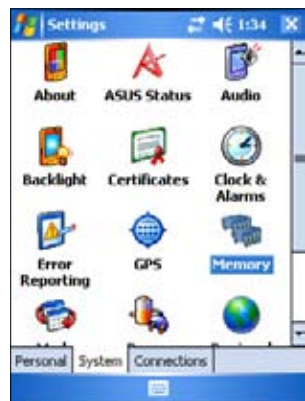 Settings 1:34
About ASUS Status Audio
Backlight Certificates Clock &
Alarms
Error GPS Memory
Reporting
Personal System Connections